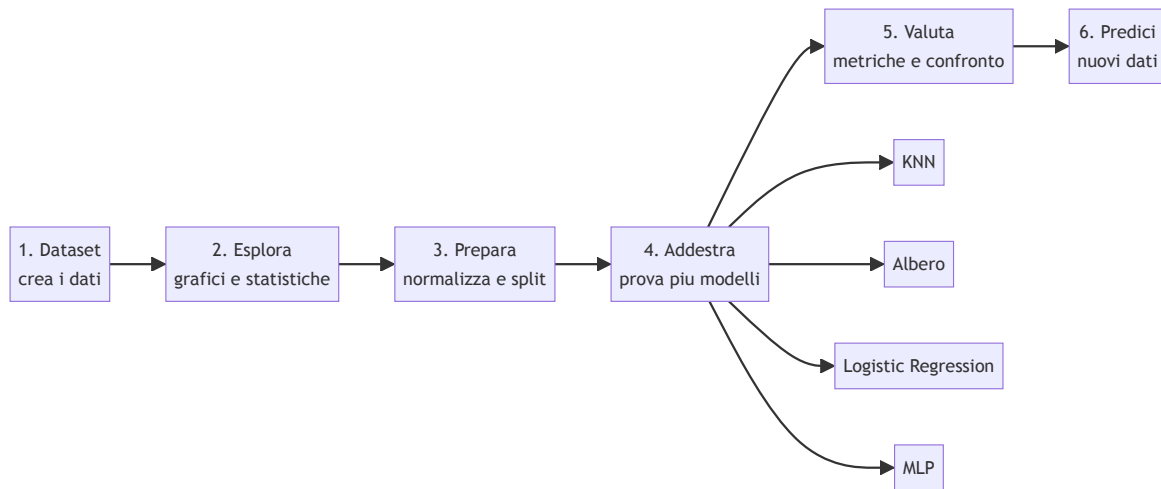 1. Dataset
crea i dati
2. Esplora
grafici e statistiche
3. Prepara
normalizza e split
4. Addestra
prova piu modelli
5. Valuta
metriche e confronto
6. Predici
nuovi dati
KNN
Albero
Logistic Regression
MLP